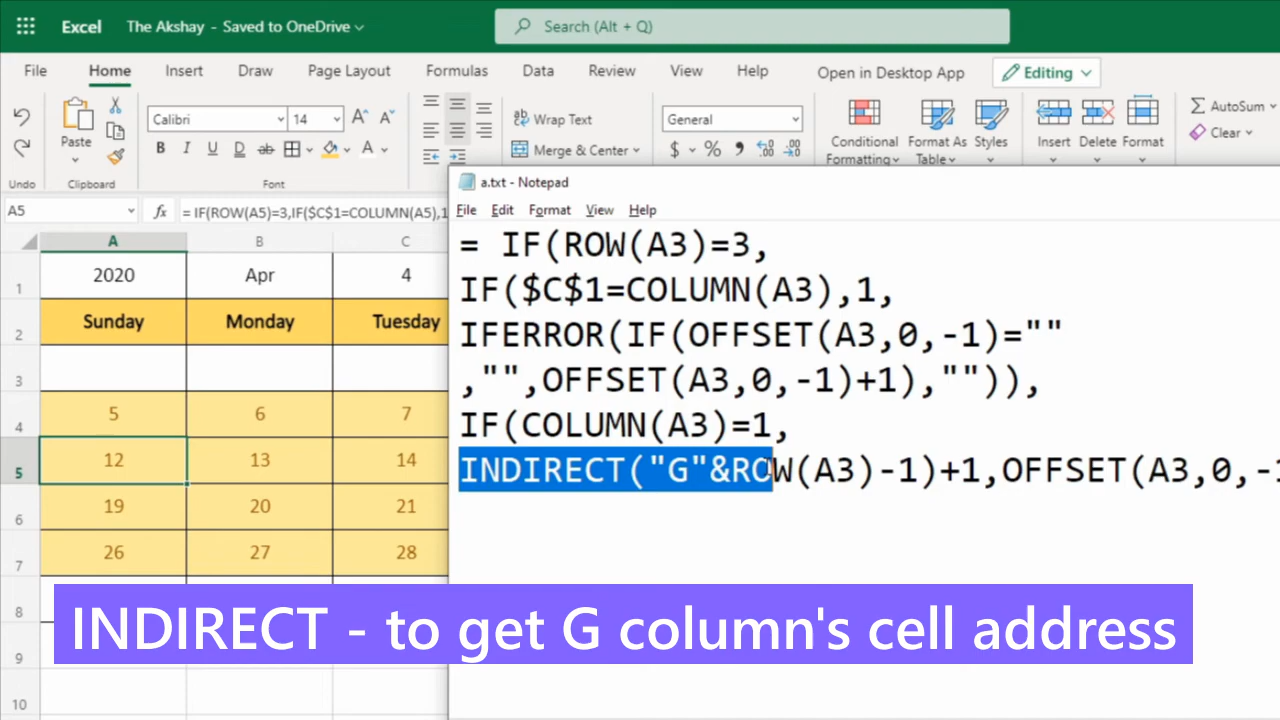 Excel The Akshay - Saved to OneDrive Search (Alt + Q)
File Home Insert Draw Page Layout Formulas Data Review View Help Open in Desktop App Editing
Calibri 14 A A Wrap Text General AutoSum
Paste B I U D ab A Merge & Center $ % Conditional Formatting Format As Table Styles Insert Delete Format Clear
Undo Clipboard Font
A5 fx = IF(ROW(A5)=3,IF($C$1=COLUMN(A5),1
a.txt - Notepad
File Edit Format View Help
A B C
1 2020 Apr 4
2 Sunday Monday Tuesday
3
4 5 6 7
5 12 13 14
6 19 20 21
7 26 27 28
8
9
10
= IF(ROW(A3)=3,
IF($C$1=COLUMN(A3),1,
IFERROR(IF(OFFSET(A3,0,-1)=""
,"",OFFSET(A3,0,-1)+1),"")),
IF(COLUMN(A3)=1,
INDIRECT("G"&ROW(A3)-1)+1,OFFSET(A3,0,-1
INDIRECT - to get G column's cell address